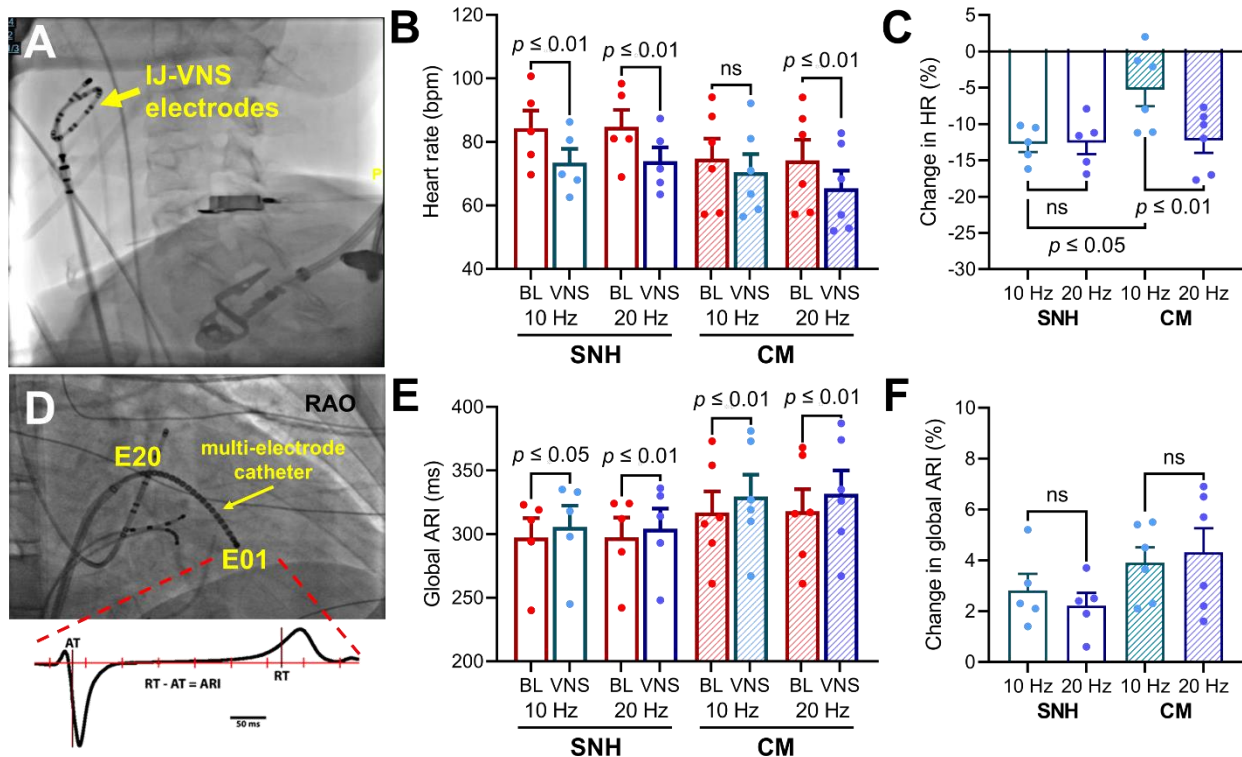 A
IJ-VNS
electrodes
P
B
Heart rate (bpm)
120
100
80
60
40
p ≤ 0.01
p ≤ 0.01
ns
p ≤ 0.01
BL VNS BL VNS BL VNS BL VNS
10 Hz 20 Hz 10 Hz 20 Hz
SNH CM
C
Change in HR (%)
0
-5
-10
-15
-20
-25
-30
ns
p ≤ 0.01
p ≤ 0.05
10 Hz 20 Hz 10 Hz 20 Hz
SNH CM
D
RAO
E20
multi-electrode
catheter
E01
AT
RT - AT = ARI
RT
50 ms
E
Global ARI (ms)
400
350
300
250
200
p ≤ 0.05
p ≤ 0.01
p ≤ 0.01
p ≤ 0.01
BL VNS BL VNS BL VNS BL VNS
10 Hz 20 Hz 10 Hz 20 Hz
SNH CM
F
Change in global ARI (%)
10
8
6
4
2
0
ns
ns
10 Hz 20 Hz 10 Hz 20 Hz
SNH CM